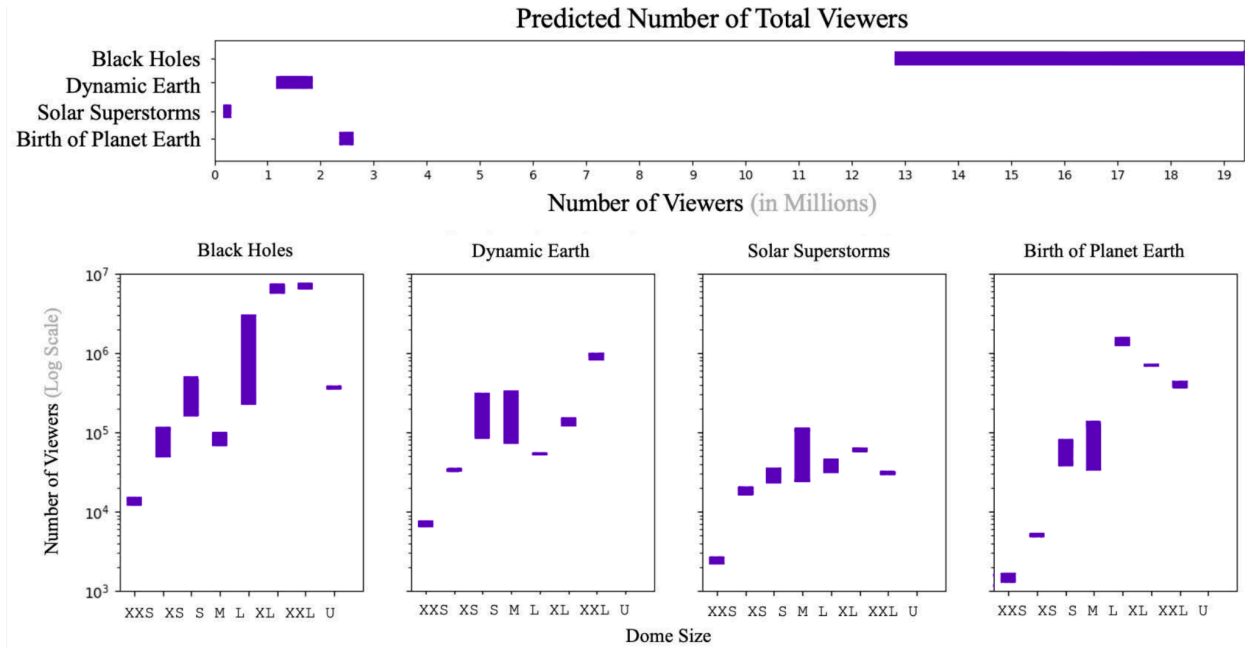 Predicted Number of Total Viewers
Black Holes
Dynamic Earth
Solar Superstorms
Birth of Planet Earth
0 1 2 3 4 5 6 7 8 9 10 11 12 13 14 15 16 17 18 19
Number of Viewers (in Millions)
Black Holes Dynamic Earth Solar Superstorms Birth of Planet Earth
Number of Viewers (Log Scale)
10⁷
10⁶
10⁵
10⁴
10³
XXS XS S M L XL XXL U XXS XS S M L XL XXL U XXS XS S M L XL XXL U XXS XS S M L XL XXL U
Dome Size